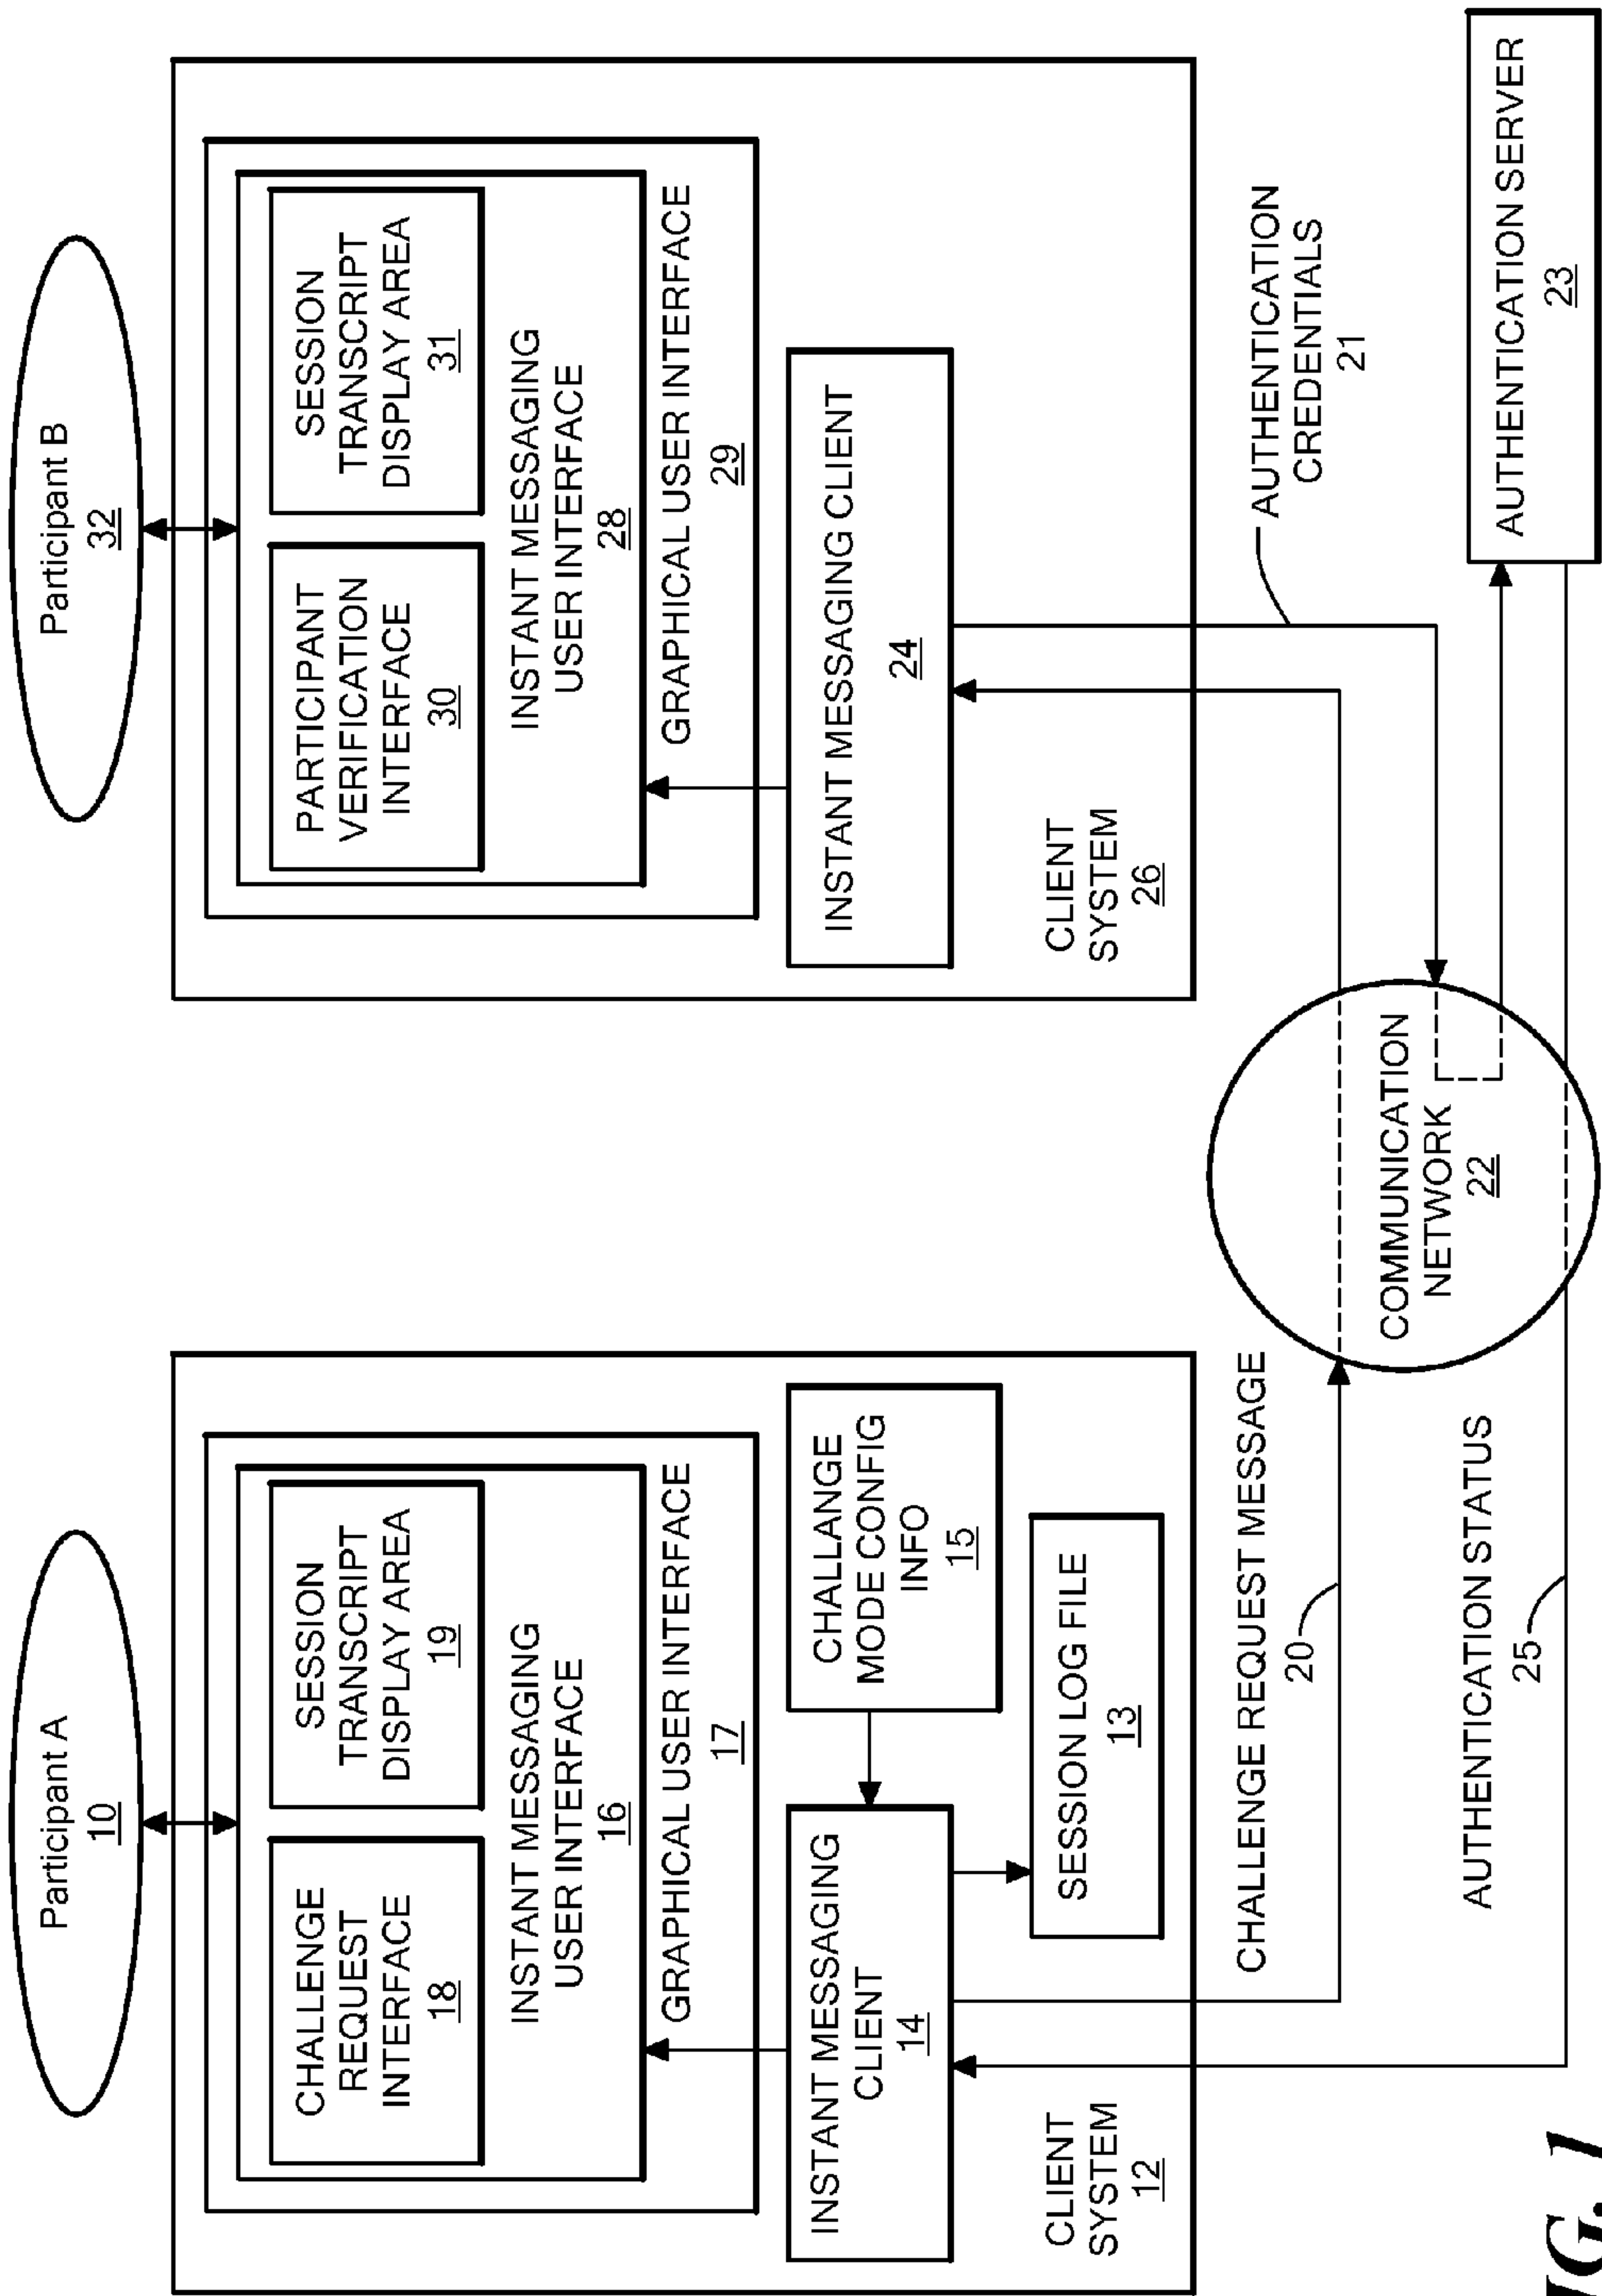 Participant A
10
CHALLENGE
REQUEST
INTERFACE
18
SESSION
TRANSCRIPT
DISPLAY AREA
19
INSTANT MESSAGING
USER INTERFACE
16
GRAPHICAL USER INTERFACE
17
INSTANT MESSAGING
CLIENT
14
CHALLANGE
MODE CONFIG
INFO
15
SESSION LOG FILE
13
CLIENT
SYSTEM
12
Participant B
32
PARTICIPANT
VERIFICATION
INTERFACE
30
SESSION
TRANSCRIPT
DISPLAY AREA
31
INSTANT MESSAGING
USER INTERFACE
28
GRAPHICAL USER INTERFACE
29
INSTANT MESSAGING CLIENT
24
CLIENT
SYSTEM
26
CHALLENGE REQUEST MESSAGE
20
AUTHENTICATION STATUS
25
COMMUNICATION
NETWORK
22
AUTHENTICATION
CREDENTIALS
21
AUTHENTICATION SERVER
23
IG. 1